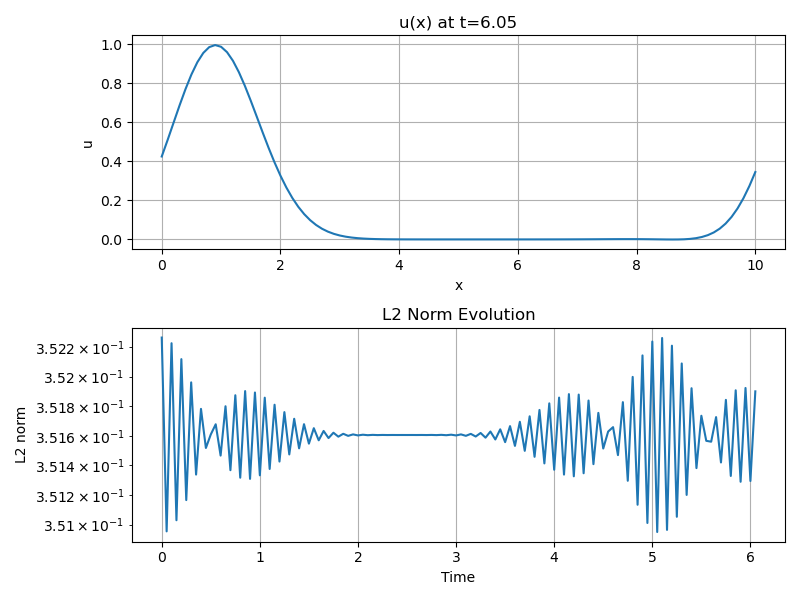 u(x) at t=6.05
1.0
0.8
0.6
0.4
0.2
0.0
u
0 2 4 6 8 10
x
L2 Norm Evolution
3.522 × 10⁻¹
3.52 × 10⁻¹
3.518 × 10⁻¹
3.516 × 10⁻¹
3.514 × 10⁻¹
3.512 × 10⁻¹
3.51 × 10⁻¹
L2 norm
0 1 2 3 4 5 6
Time